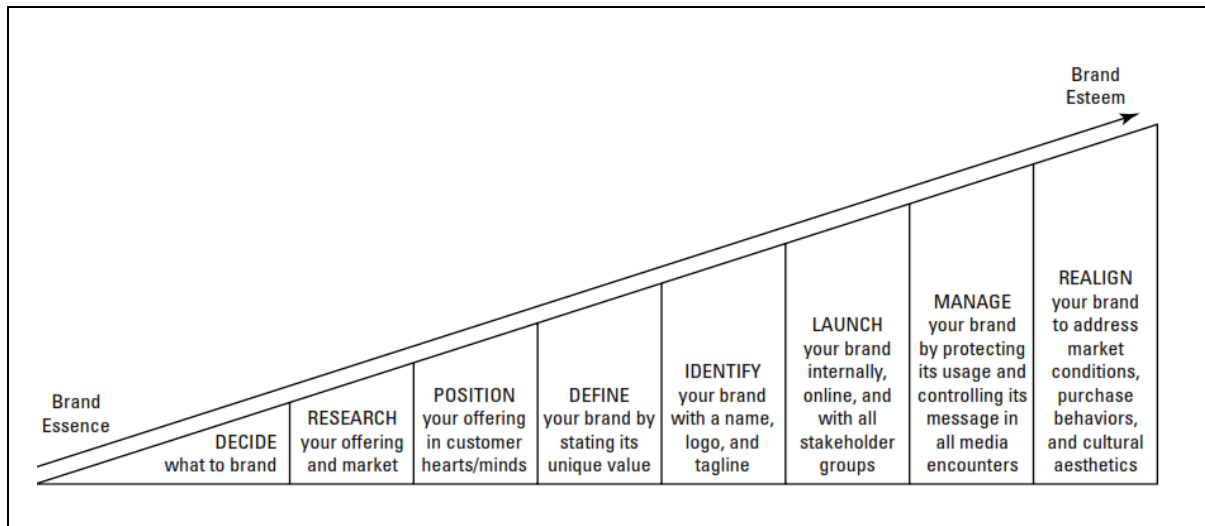 Brand
Esteem
Brand
Essence
DECIDE
what to brand
RESEARCH
your offering
and market
POSITION
your offering
in customer
hearts/minds
DEFINE
your brand by
stating its
unique value
IDENTIFY
your brand
with a name,
logo, and
tagline
LAUNCH
your brand
internally,
online, and
with all
stakeholder
groups
MANAGE
your brand
by protecting
its usage and
controlling its
message in
all media
encounters
REALIGN
your brand
to address
market
conditions,
purchase
behaviors,
and cultural
aesthetics